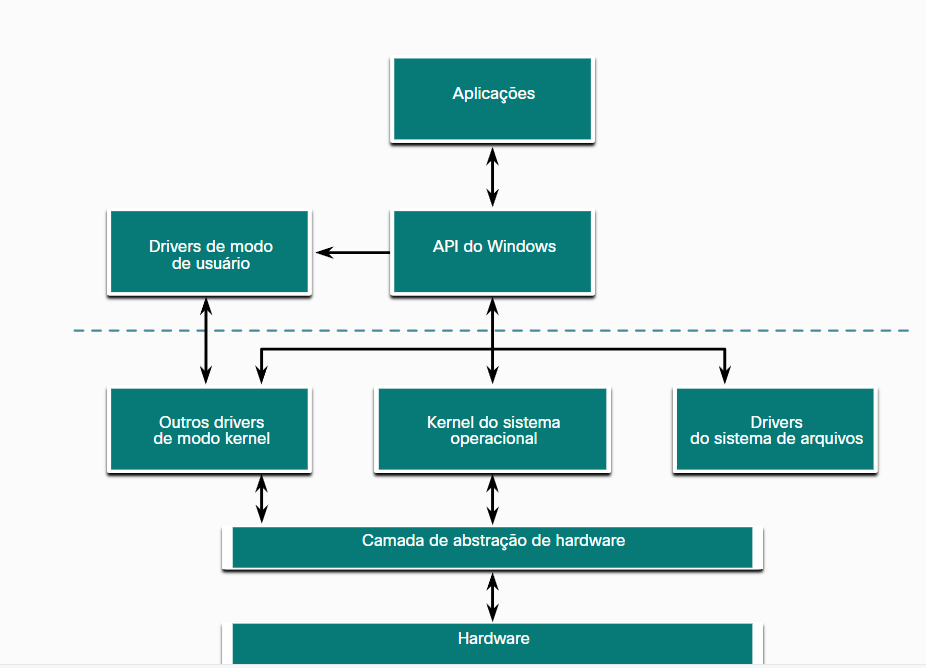 Aplicações
Drivers de modo
de usuário
API do Windows
Outros drivers
de modo kernel
Kernel do sistema
operacional
Drivers
do sistema de arquivos
Camada de abstração de hardware
Hardware